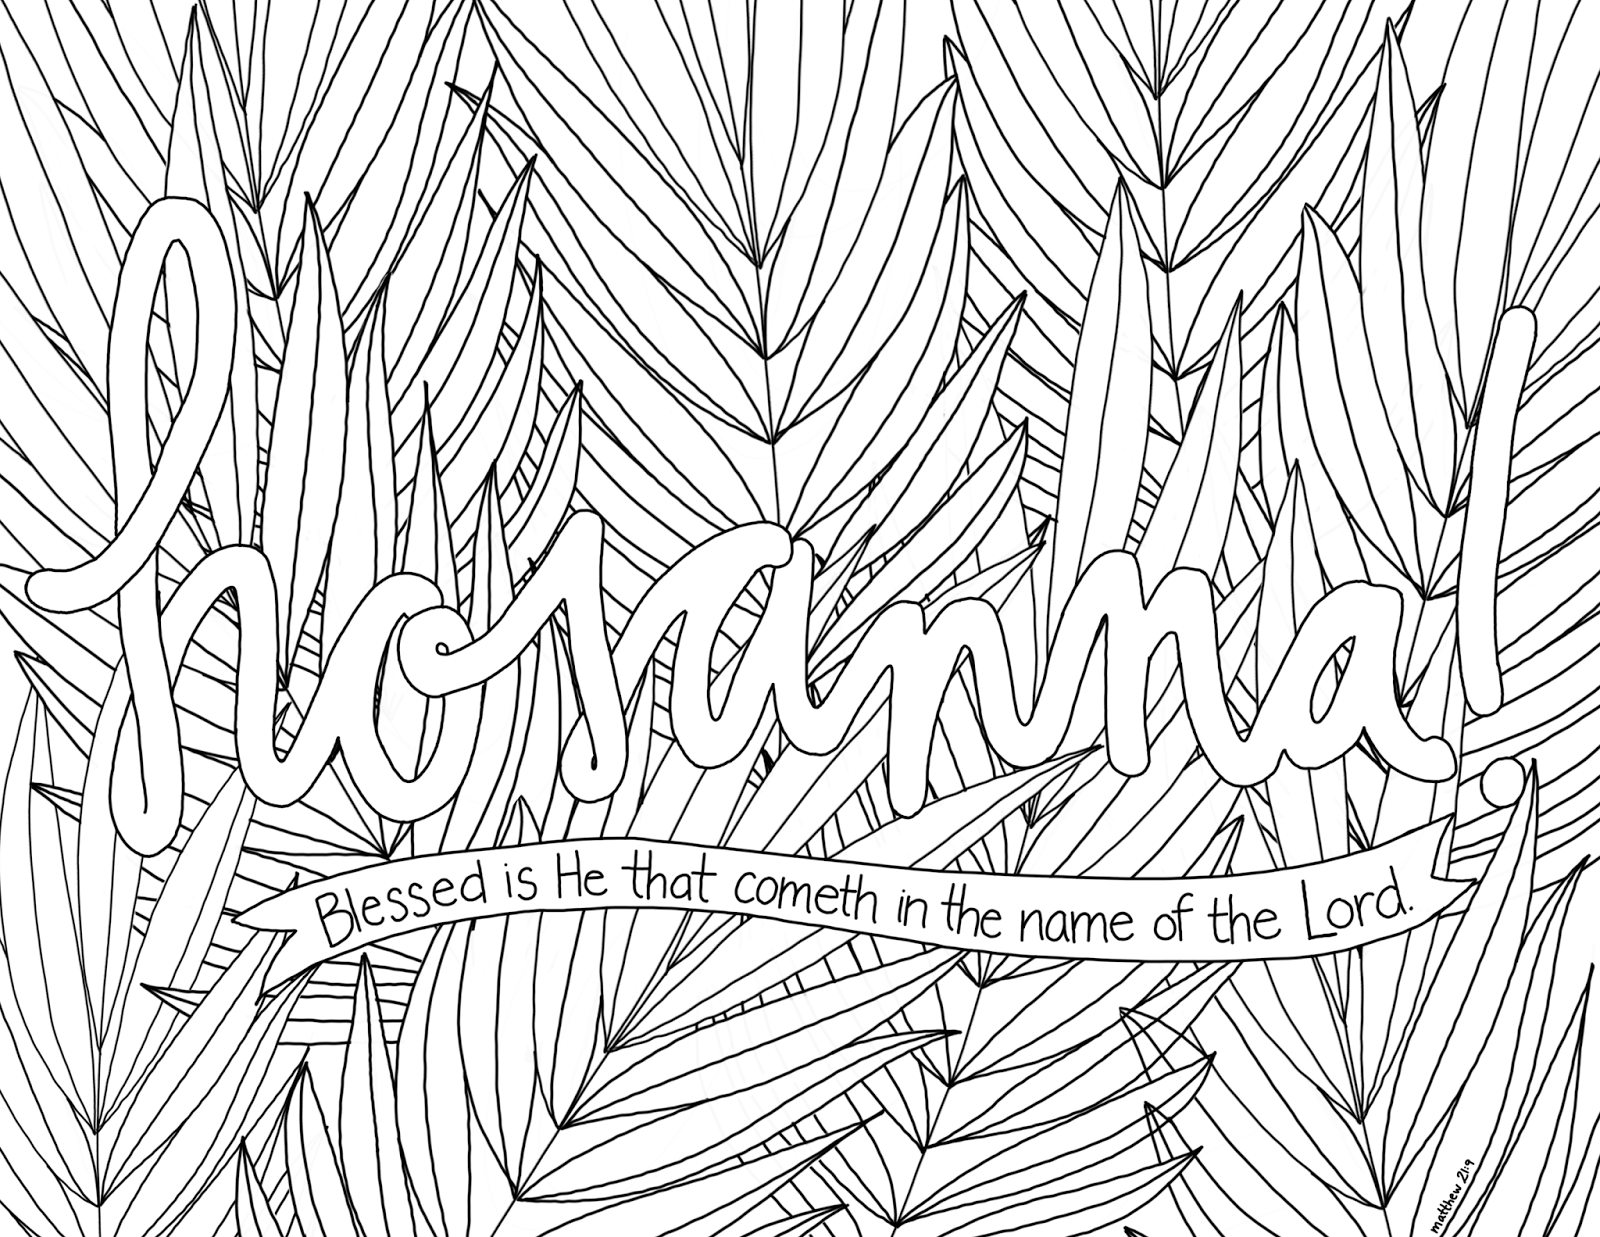 hosanna!
Blessed is He that cometh in the name of the Lord.
matthew 21:9